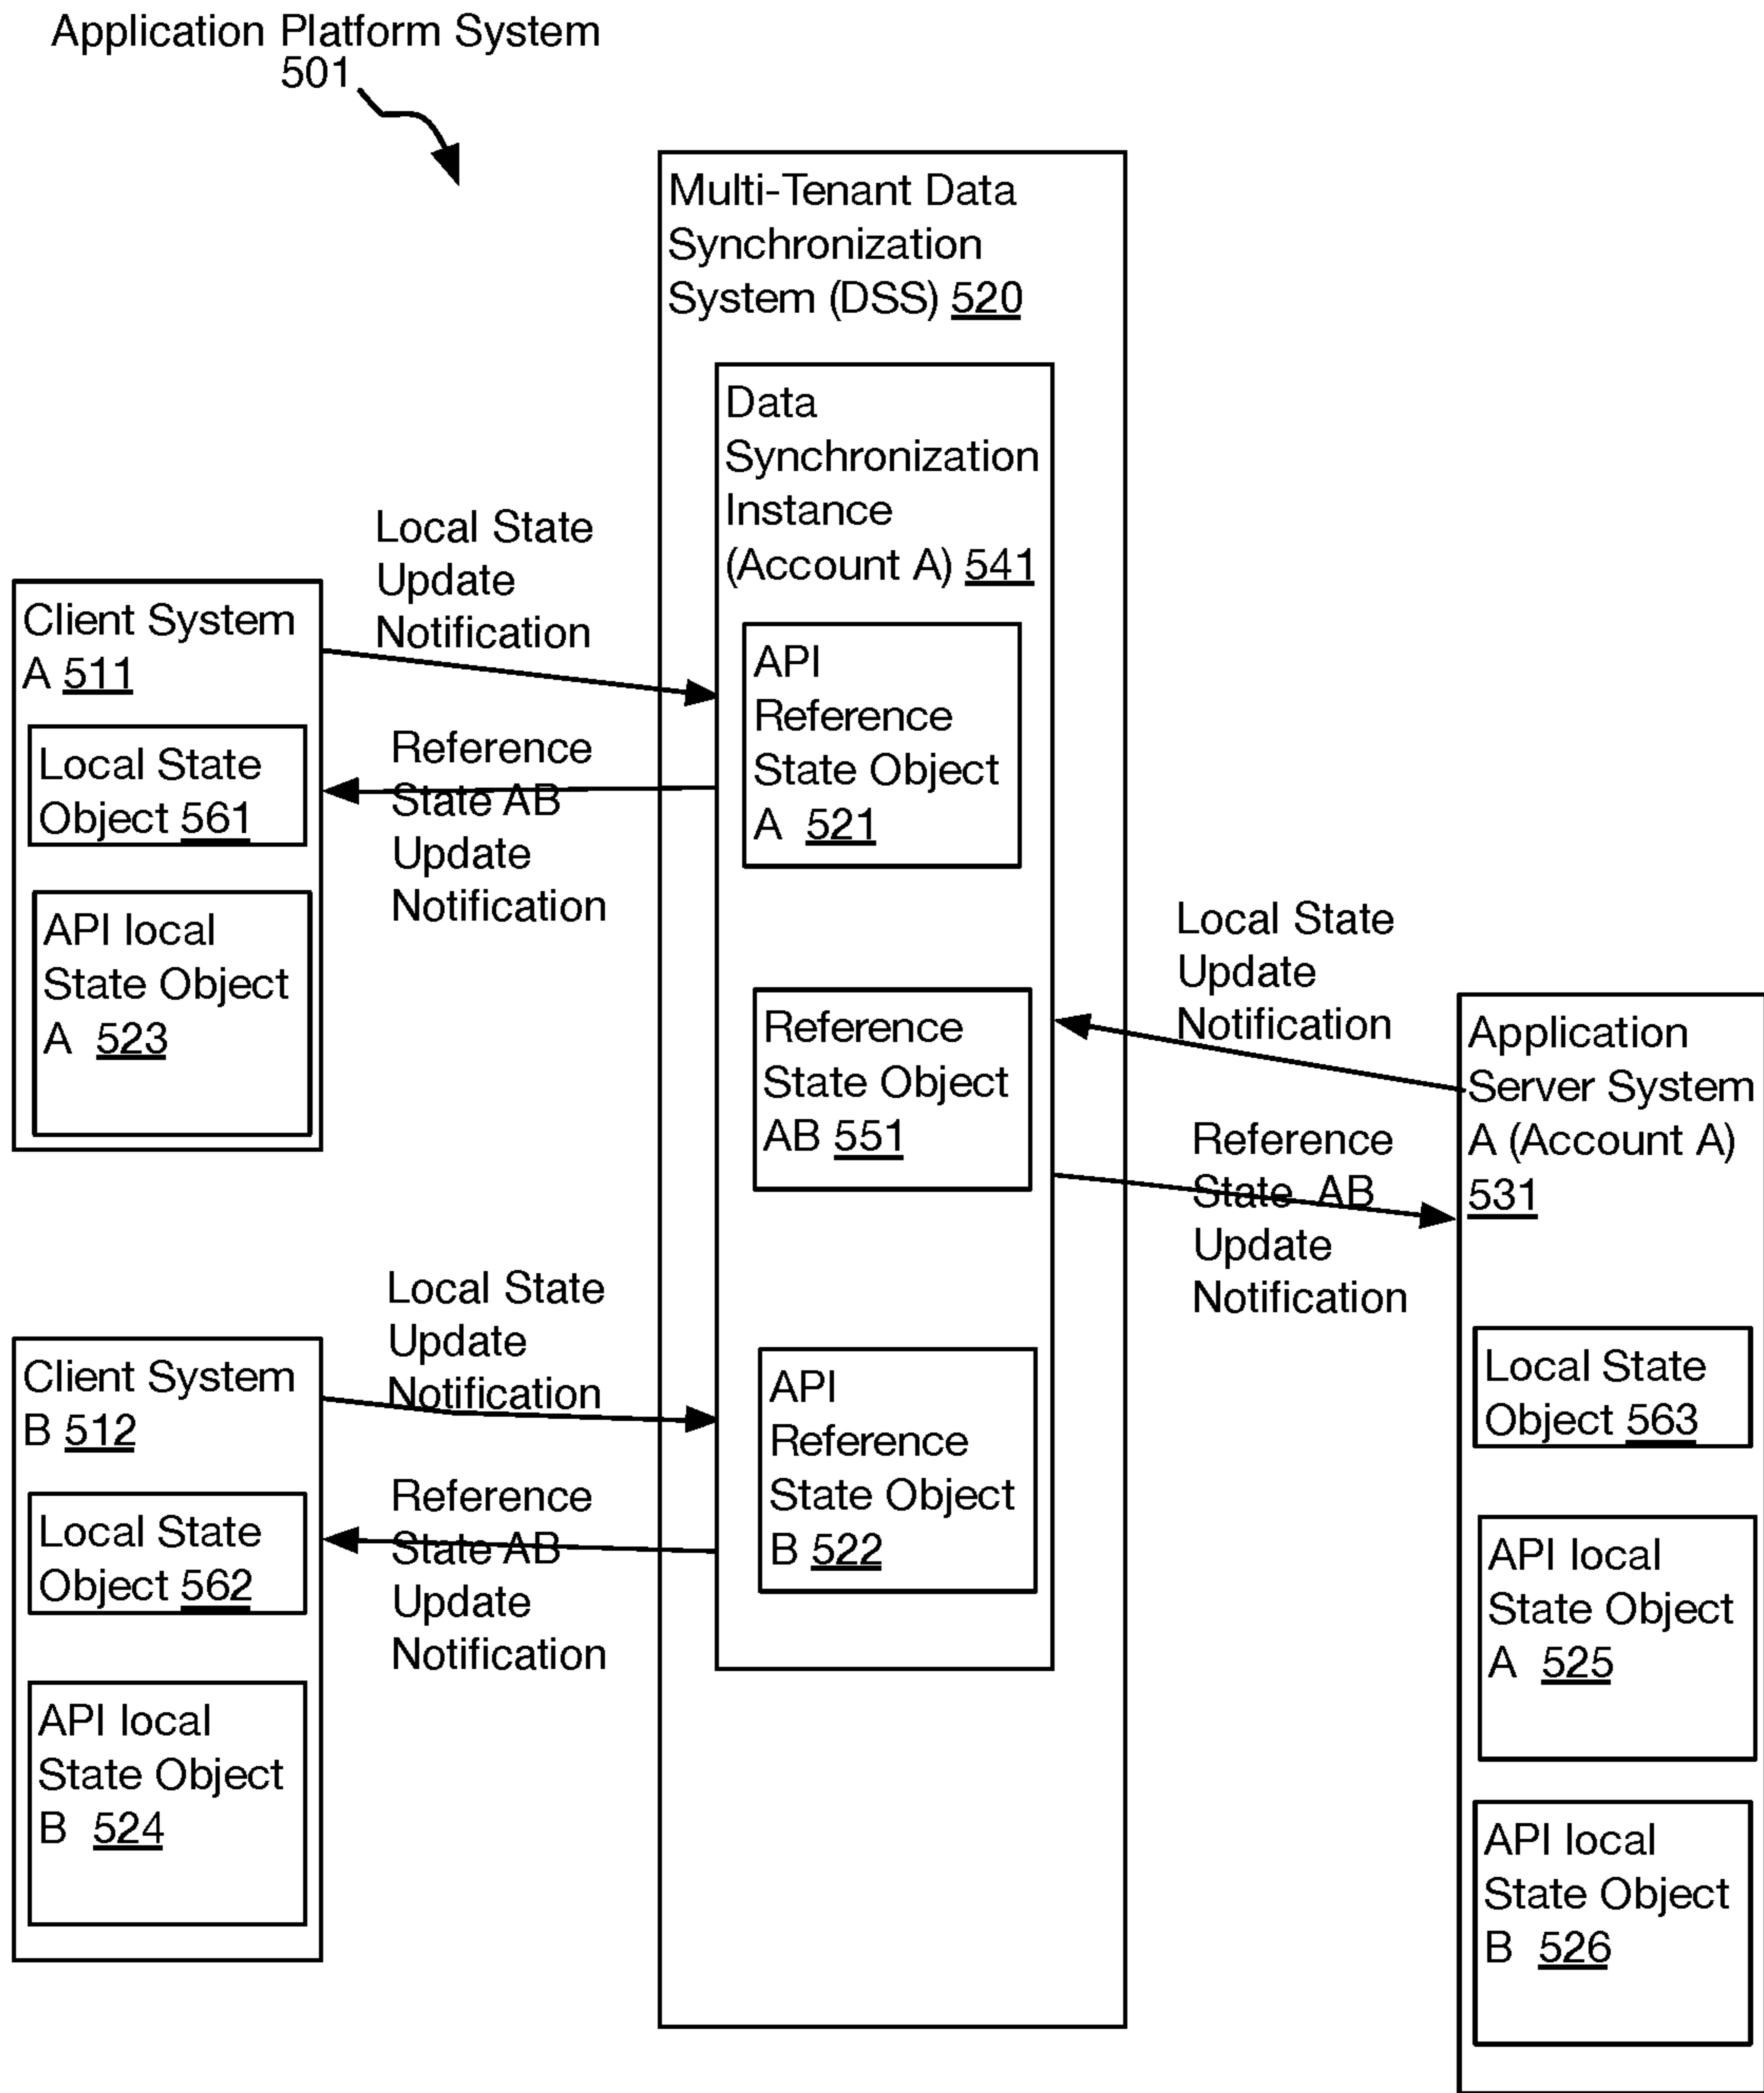 Application Platform System
501
Multi-Tenant Data
Synchronization
System (DSS) 520
Data
Synchronization
Instance
(Account A) 541
API
Reference
State Object
A 521
Reference
State Object
AB 551
API
Reference
State Object
B 522
Client System
A 511
Local State
Object 561
API local
State Object
A 523
Local State
Update
Notification
Reference
State AB
Update
Notification
Client System
B 512
Local State
Object 562
API local
State Object
B 524
Local State
Update
Notification
Reference
State AB
Update
Notification
Local State
Update
Notification
Reference
State AB
Update
Notification
Application
Server System
A (Account A)
531
Local State
Object 563
API local
State Object
A 525
API local
State Object
B 526